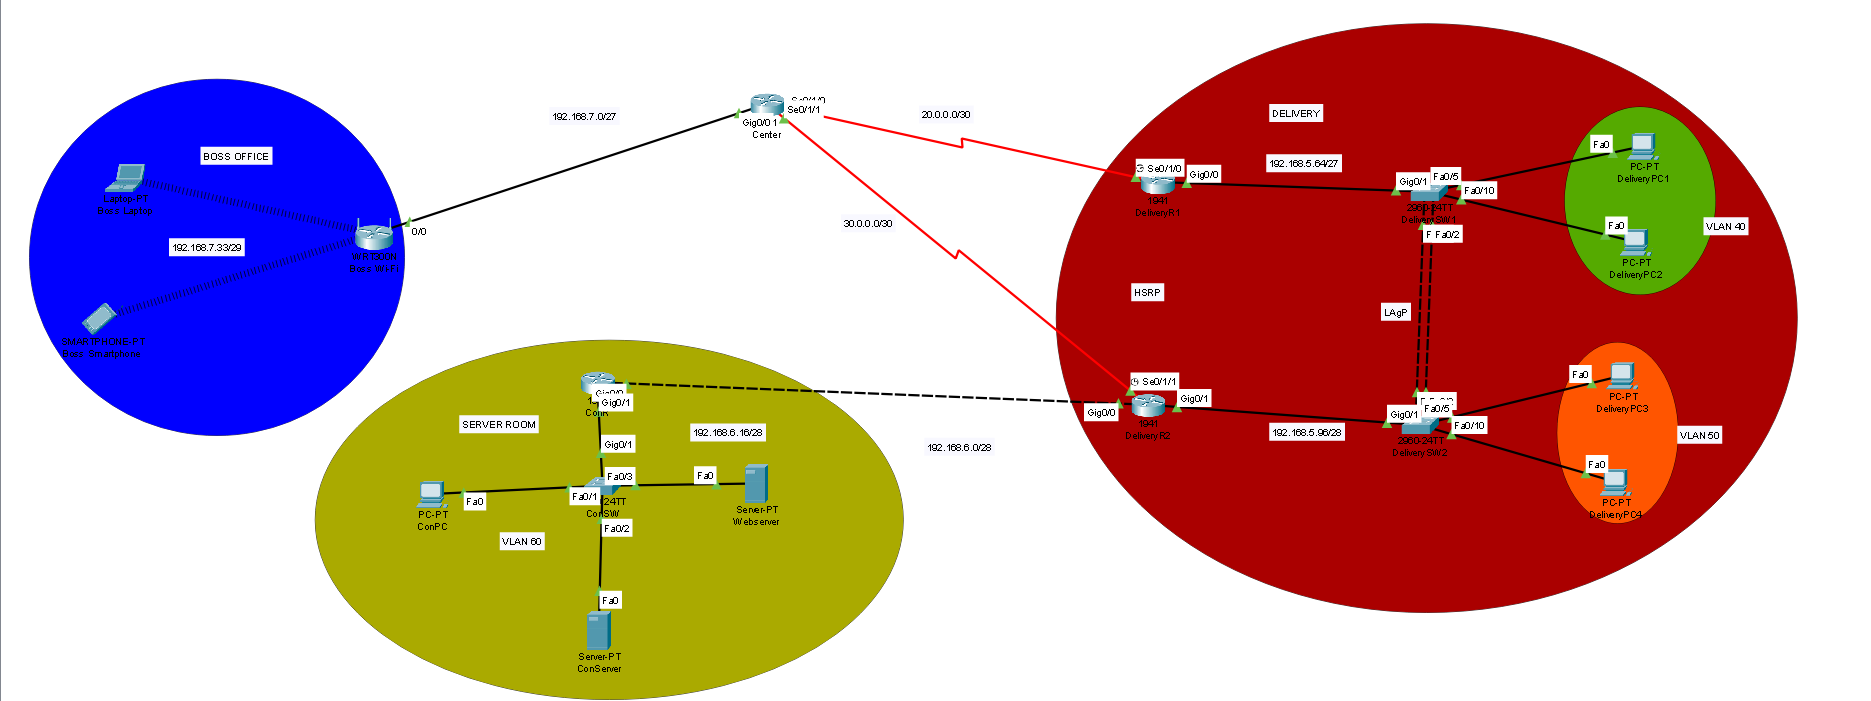 BOSS OFFICE
Laptop-PT
Boss Laptop
192.168.7.33/29
SMARTPHONE-PT
Boss Smartphone
0/0
192.168.7.0/27
Se0/1/0
Se0/1/1
Gig0/0
Center
20.0.0.0/30
30.0.0.0/30
DELIVERY
Se0/1/0
Gig0/0
1941
DeliveryR1
192.168.5.64/27
Gig0/1
Fa0/5
Fa0/10
2960-24TT
DeliverySW1
F Fa0/2
Fa0
PC-PT
DeliveryPC1
Fa0
PC-PT
DeliveryPC2
VLAN 40
HSRP
LAgP
Se0/1/1
Gig0/0
Gig0/1
1941
DeliveryR2
192.168.5.96/28
Gig0/1
Fa0/5
Fa0/10
2960-24TT
DeliverySW2
Fa0
PC-PT
DeliveryPC3
VLAN 50
Fa0
PC-PT
DeliveryPC4
192.168.6.0/28
Gig0/0
Gig0/1
ConR
SERVER ROOM
192.168.6.16/28
Gig0/1
Fa0/3
Fa0/1
24TT
ConSW
Fa0/2
Fa0
PC-PT
ConPC
Fa0
Server-PT
Webserver
VLAN 60
Fa0
Server-PT
ConServer